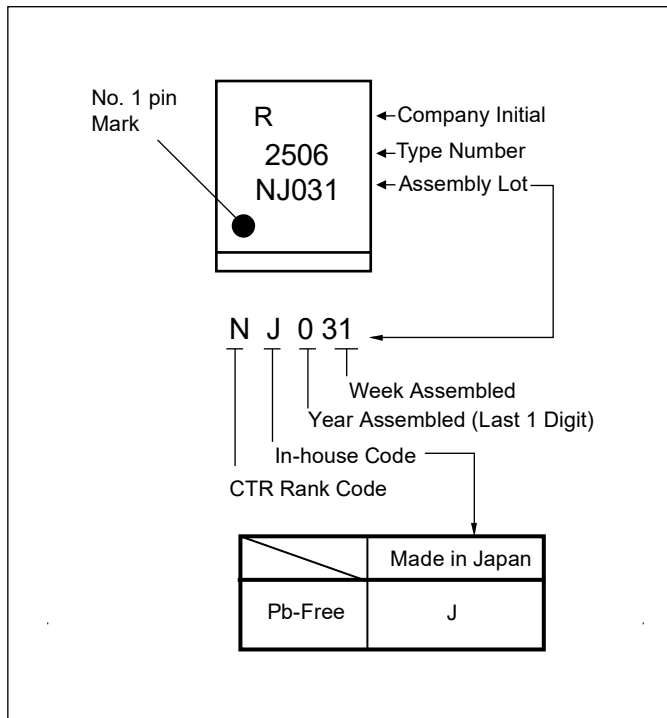 No. 1 pin
Mark
R
2506
NJ031
Company Initial
Type Number
Assembly Lot
N J 0 31
Week Assembled
Year Assembled (Last 1 Digit)
In-house Code
CTR Rank Code
Made in Japan
Pb-Free J